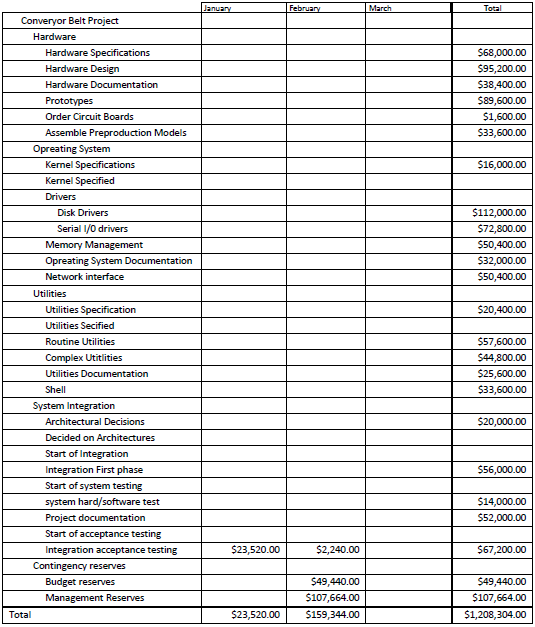 January February March Total
Converyor Belt Project
Hardware
Hardware Specifications $68,000.00
Hardware Design $95,200.00
Hardware Documentation $38,400.00
Prototypes $89,600.00
Order Circuit Boards $1,600.00
Assemble Preproduction Models $33,600.00
Opreating System
Kernel Specifications $16,000.00
Kernel Specified
Drivers
Disk Drivers $112,000.00
Serial I/0 drivers $72,800.00
Memory Management $50,400.00
Opreating System Documentation $32,000.00
Network interface $50,400.00
Utilities
Utilities Specification $20,400.00
Utilities Secified
Routine Utilities $57,600.00
Complex Utitlities $44,800.00
Utilities Documentation $25,600.00
Shell $33,600.00
System Integration
Architectural Decisions $20,000.00
Decided on Architectures
Start of Integration
Integration First phase $56,000.00
Start of system testing
system hard/software test $14,000.00
Project documentation $52,000.00
Start of acceptance testing
Integration acceptance testing $23,520.00 $2,240.00 $67,200.00
Contingency reserves
Budget reserves $49,440.00 $49,440.00
Management Reserves $107,664.00 $107,664.00
Total $23,520.00 $159,344.00 $1,208,304.00